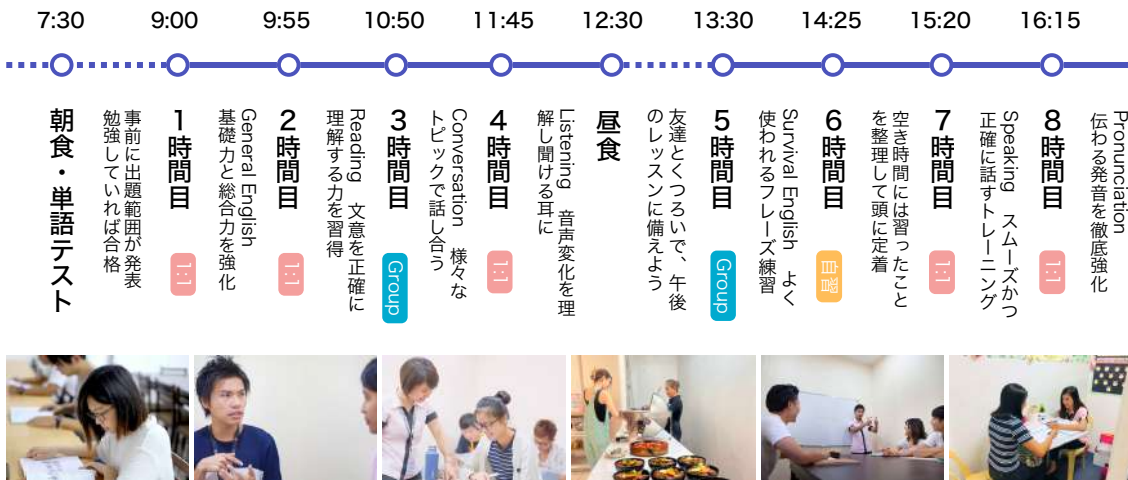 7:30
9:00
9:55
10:50
11:45
12:30
13:30
14:25
15:20
16:15
朝食・単語テスト
事前に出題範囲が発表
勉強していれば合格
1時間目
1:1
General English
基礎力と総合力を強化
2時間目
1:1
Reading 文意を正確に
理解する力を習得
3時間目
Group
Conversation 様々な
トピックで話し合う
4時間目
1:1
Listening 音声変化を理
解し聞ける耳に
昼食
友達とくつろいで、午後
のレッスンに備えよう
5時間目
Group
Survival English よく
使われるフレーズ練習
6時間目
自習
空き時間には習ったこと
を整理して頭に定着
7時間目
1:1
Speaking スムーズかつ
正確に話すトレーニング
8時間目
1:1
Pronunciation
伝わる発音を徹底強化